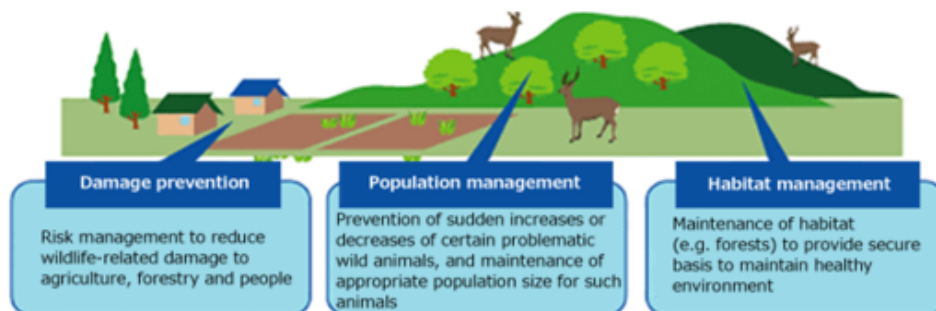 Damage prevention
Risk management to reduce
wildlife-related damage to
agriculture, forestry and people
Population management
Prevention of sudden increases or
decreases of certain problematic
wild animals, and maintenance of
appropriate population size for such
animals
Habitat management
Maintenance of habitat
(e.g. forests) to provide secure
basis to maintain healthy
environment